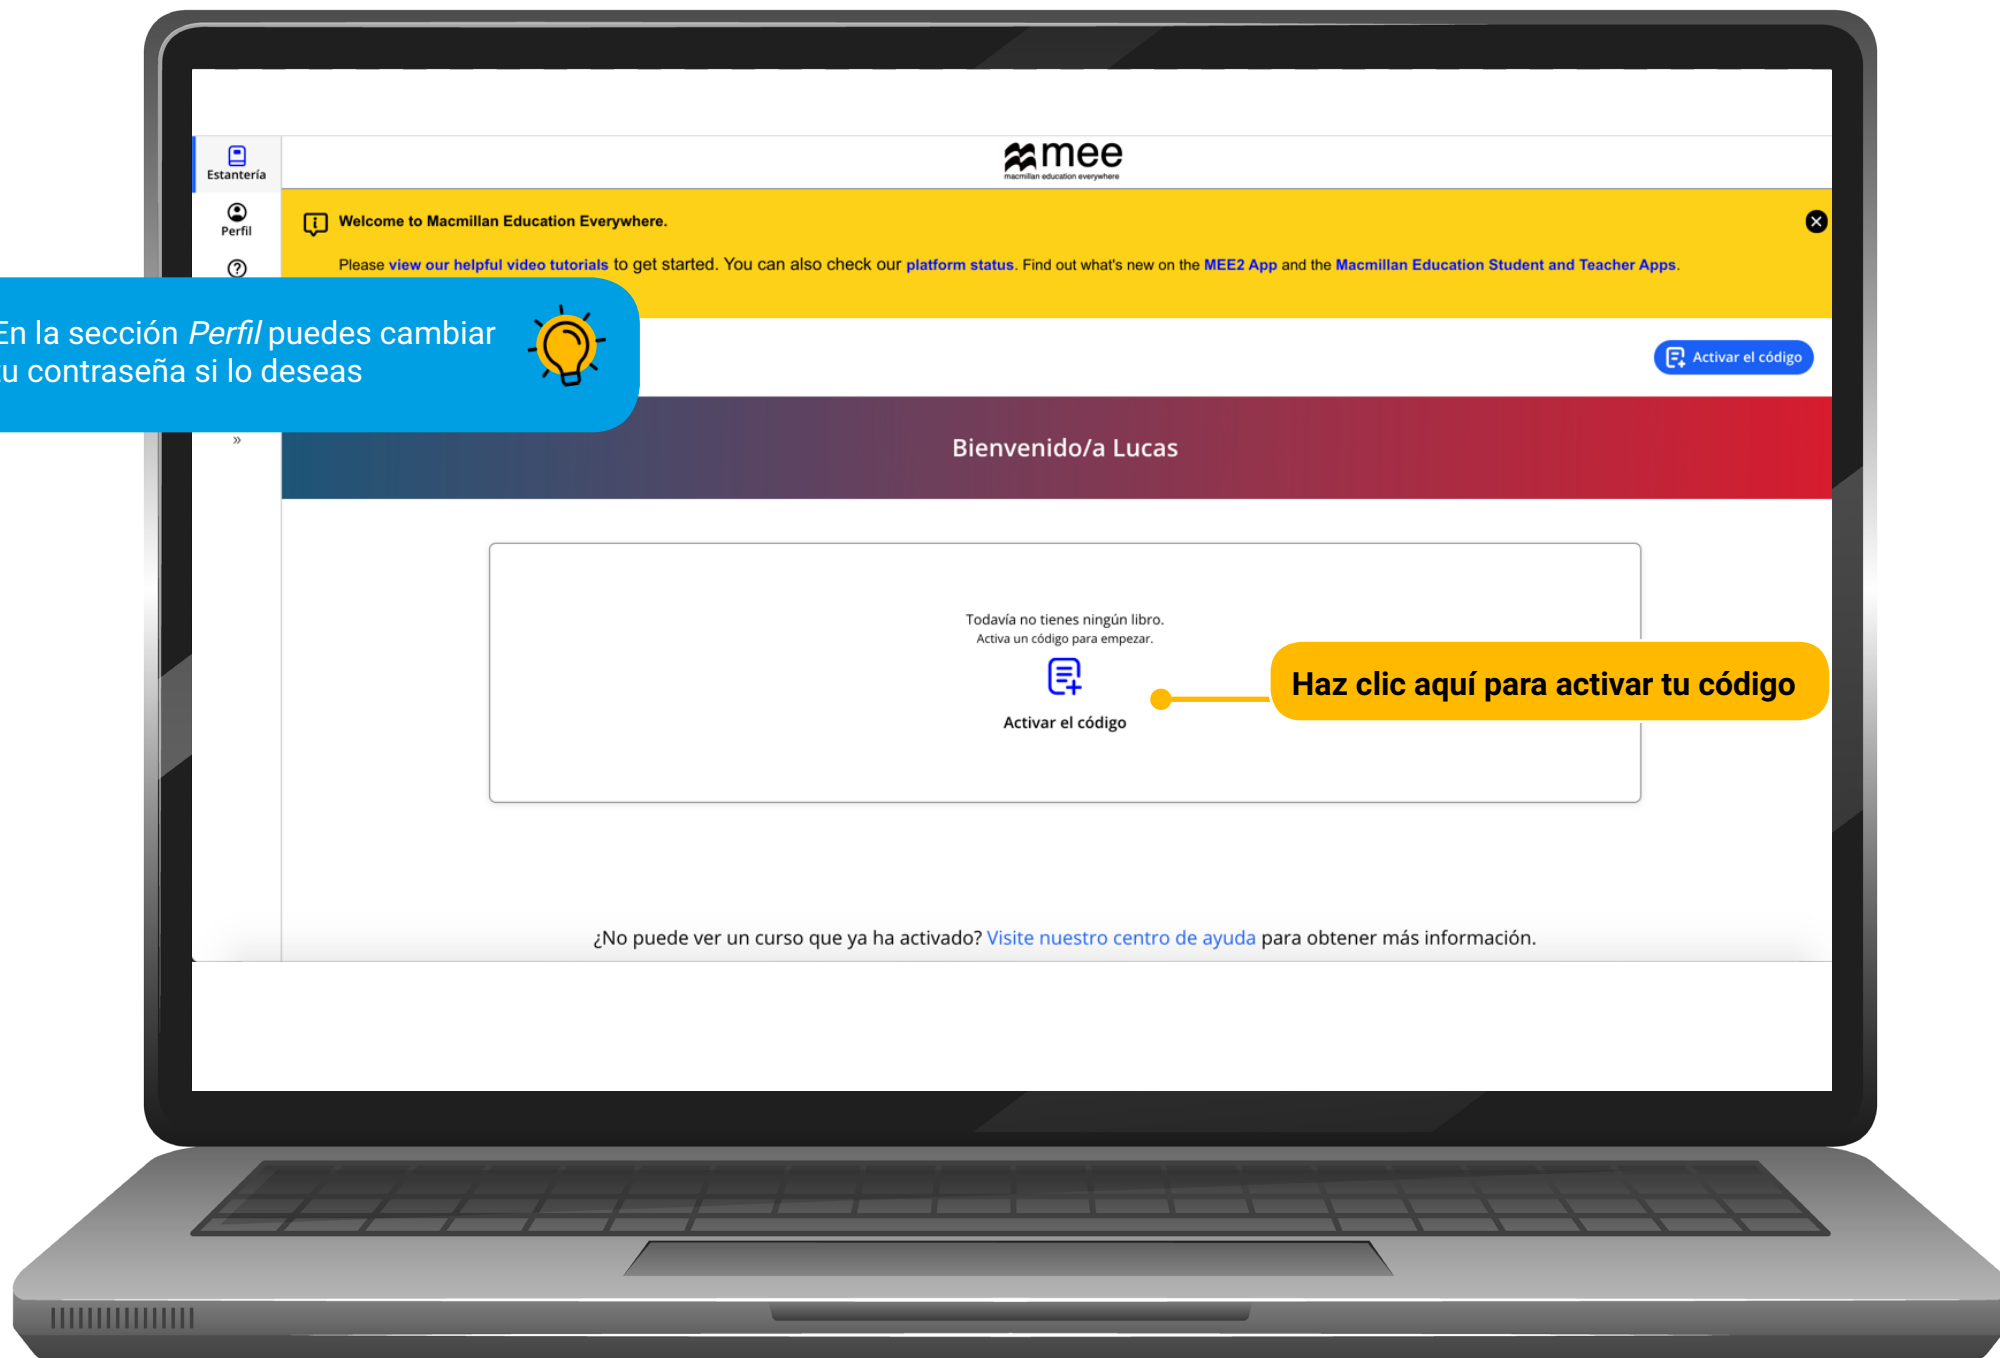 mee
macmillan education everywhere
Estantería
Perfil
Welcome to Macmillan Education Everywhere.
Please view our helpful video tutorials to get started. You can also check our platform status. Find out what's new on the MEE2 App and the Macmillan Education Student and Teacher Apps.
En la sección Perfil puedes cambiar
tu contraseña si lo deseas
Activar el código
»
Bienvenido/a Lucas
Todavía no tienes ningún libro.
Activa un código para empezar.
Activar el código
Haz clic aquí para activar tu código
¿No puede ver un curso que ya ha activado? Visite nuestro centro de ayuda para obtener más información.